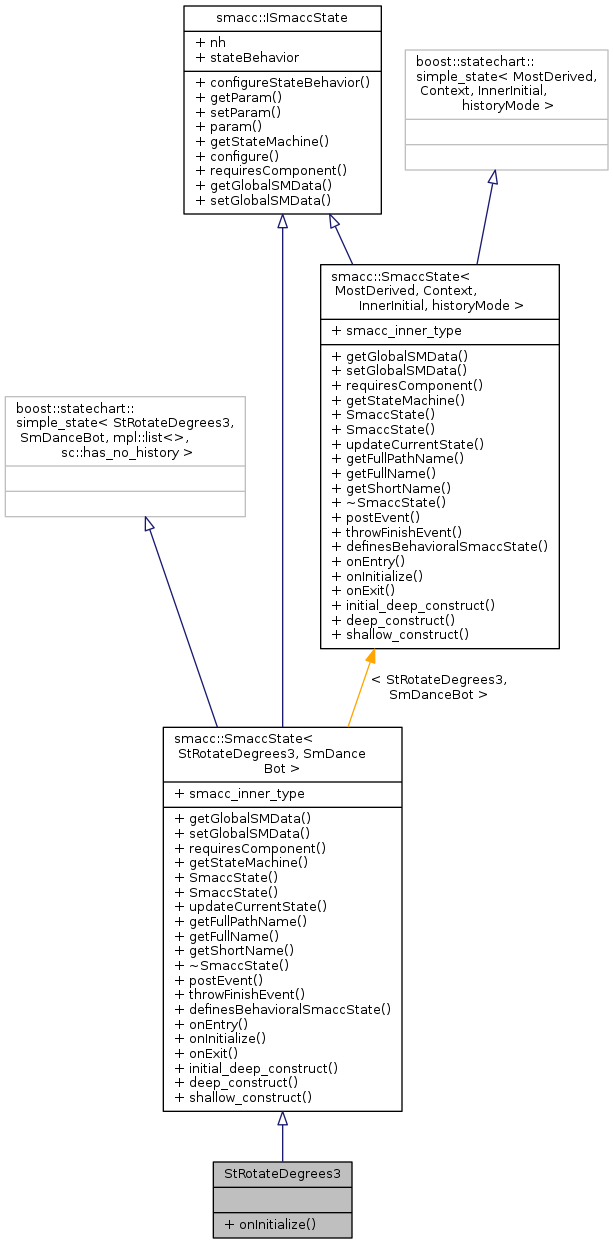 smacc::ISmaccState
+ nh
+ stateBehavior
+ configureStateBehavior()
+ getParam()
+ setParam()
+ param()
+ getStateMachine()
+ configure()
+ requiresComponent()
+ getGlobalSMData()
+ setGlobalSMData()
boost::statechart::
simple_state< MostDerived,
Context, InnerInitial,
historyMode >
smacc::SmaccState<
MostDerived, Context,
InnerInitial, historyMode >
+ smacc_inner_type
+ getGlobalSMData()
+ setGlobalSMData()
+ requiresComponent()
+ getStateMachine()
+ SmaccState()
+ SmaccState()
+ updateCurrentState()
+ getFullPathName()
+ getFullName()
+ getShortName()
+ ~SmaccState()
+ postEvent()
+ throwFinishEvent()
+ definesBehavioralSmaccState()
+ onEntry()
+ onInitialize()
+ onExit()
+ initial_deep_construct()
+ deep_construct()
+ shallow_construct()
boost::statechart::
simple_state< StRotateDegrees3,
SmDanceBot, mpl::list<>,
sc::has_no_history >
< StRotateDegrees3,
SmDanceBot >
smacc::SmaccState<
StRotateDegrees3, SmDance
Bot >
+ smacc_inner_type
+ getGlobalSMData()
+ setGlobalSMData()
+ requiresComponent()
+ getStateMachine()
+ SmaccState()
+ SmaccState()
+ updateCurrentState()
+ getFullPathName()
+ getFullName()
+ getShortName()
+ ~SmaccState()
+ postEvent()
+ throwFinishEvent()
+ definesBehavioralSmaccState()
+ onEntry()
+ onInitialize()
+ onExit()
+ initial_deep_construct()
+ deep_construct()
+ shallow_construct()
StRotateDegrees3
+ onInitialize()